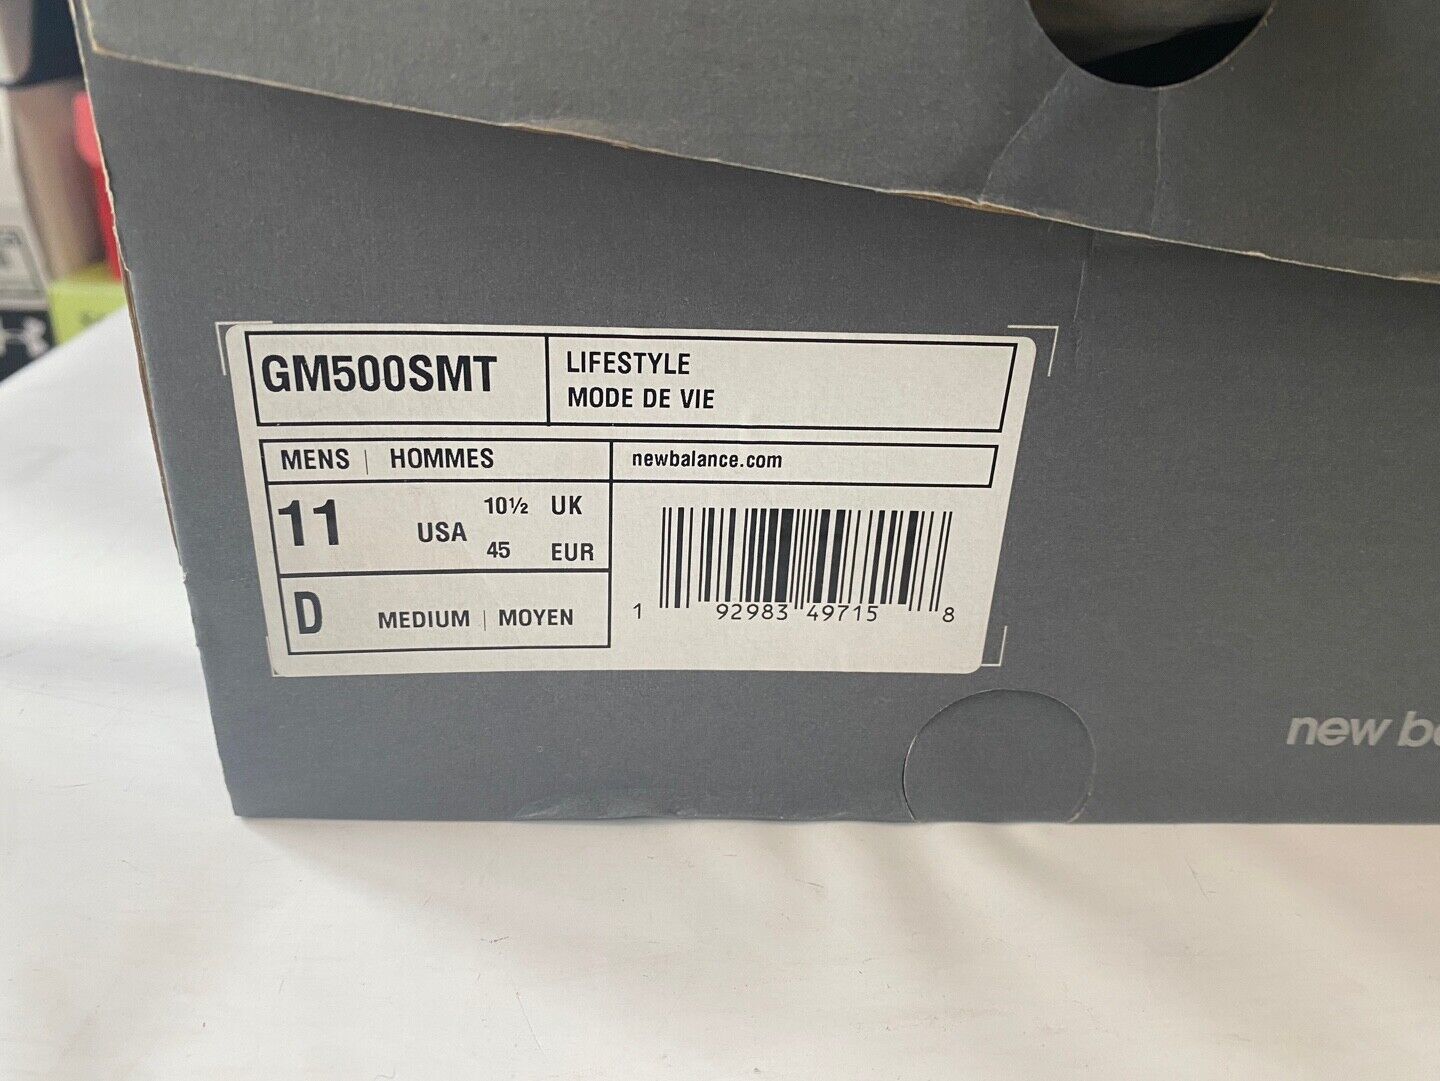 GM500SMT
LIFESTYLE
MODE DE VIE
MENS | HOMMES
newbalance.com
11 USA
10½ UK
45 EUR
D MEDIUM | MOYEN
1 92983 49715 8
new